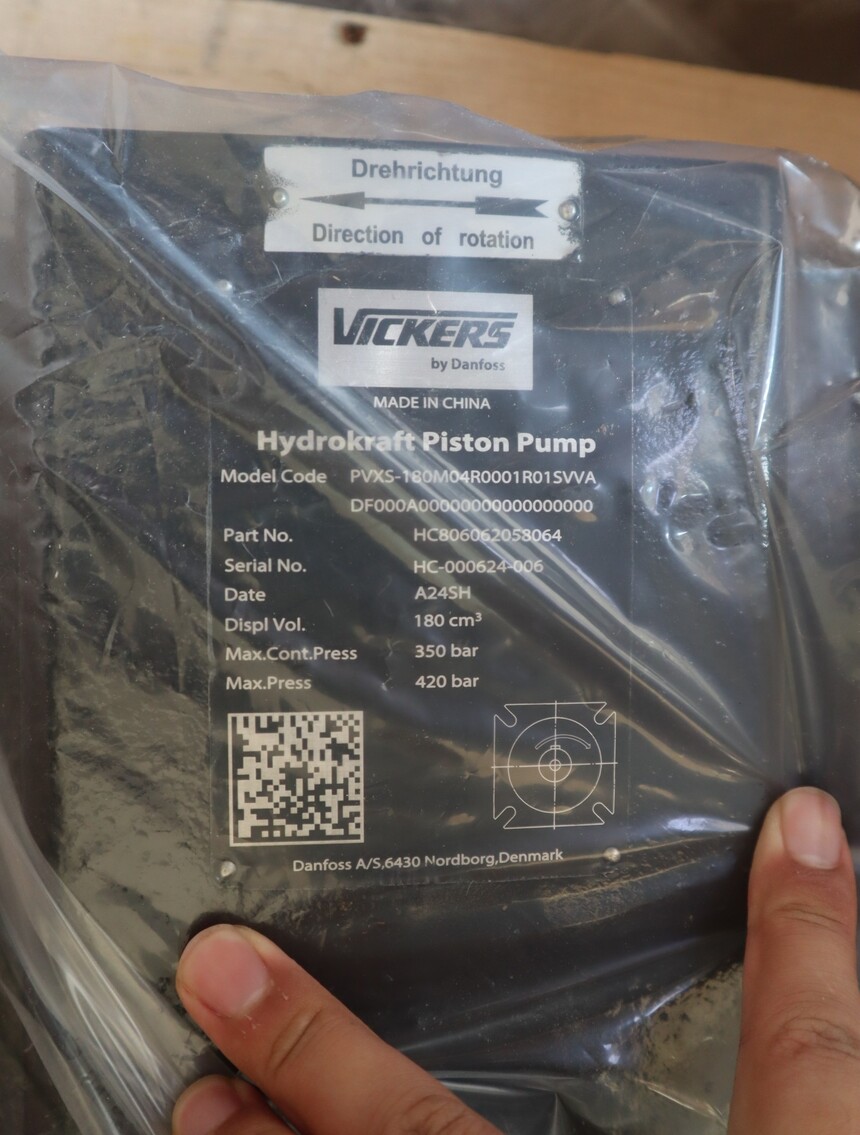 Drehrichtung
Direction of rotation
VICKERS
by Danfoss
MADE IN CHINA
Hydrokraft Piston Pump
Model Code PVXS-180M04R0001R01SVVA
DF000A00000000000000000
Part No. HC806062058064
Serial No. HC-000624-006
Date A24SH
Displ Vol. 180 cm³
Max.Cont.Press 350 bar
Max.Press 420 bar
Danfoss A/S,6430 Nordborg,Denmark